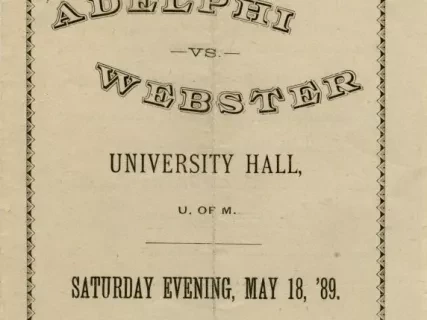 ADELPHI
—VS.—
WEBSTER
UNIVERSITY HALL,
U. OF M.
SATURDAY EVENING, MAY 18, '89.